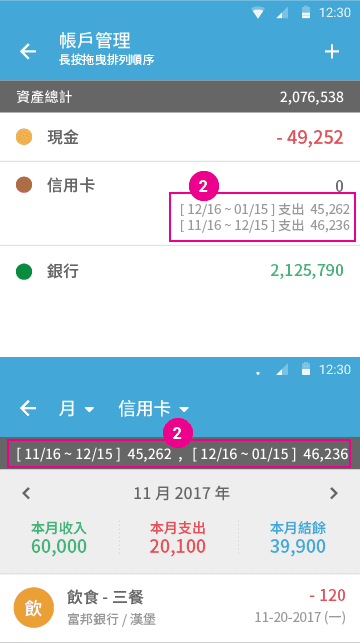 12:30
帳戶管理
長按拖曳排列順序
資產總計 2,076,538
現金 - 49,252
2
信用卡 0
[ 12/16 ~ 01/15 ] 支出 45,262
[ 11/16 ~ 12/15 ] 支出 46,236
銀行 2,125,790
12:30
月 信用卡
2
[ 11/16 ~ 12/15 ] 45,262 , [ 12/16 ~ 01/15 ] 46,236
11 月 2017 年
本月收入 本月支出 本月結餘
60,000 20,100 39,900
飲 飲食 - 三餐 - 120
富邦銀行 / 漢堡 11-20-2017 (一)